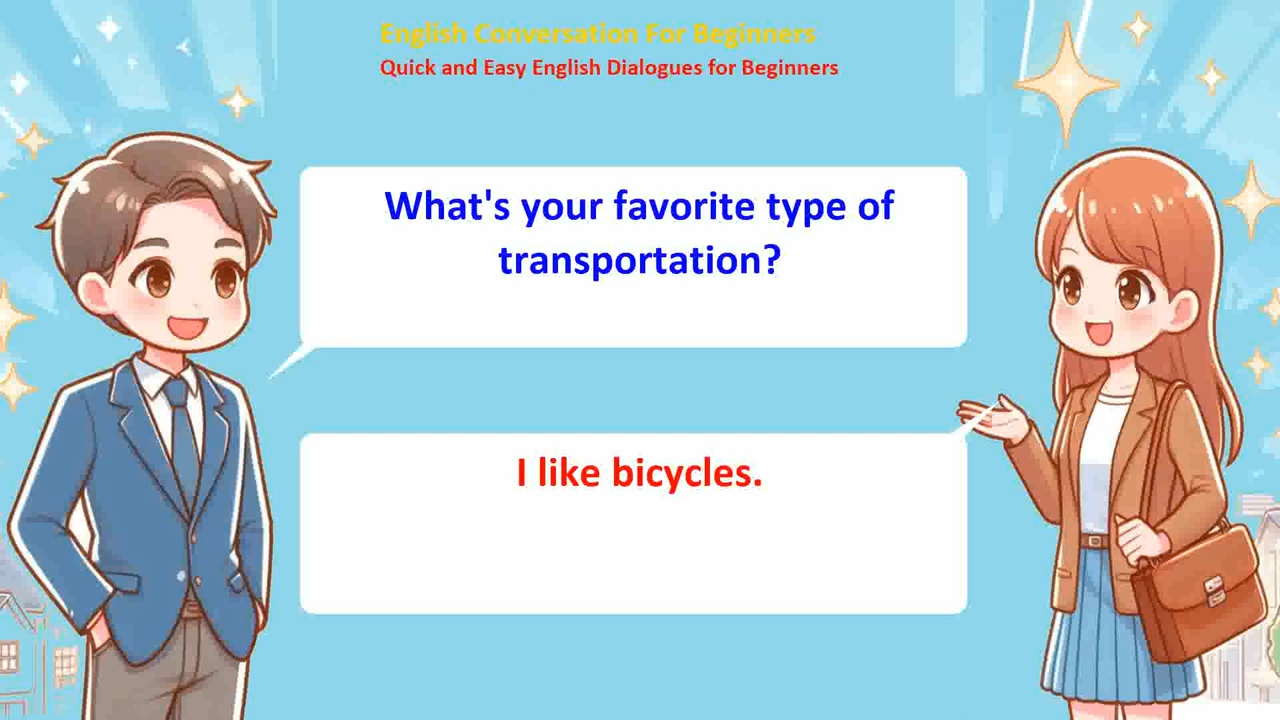 English Conversation For Beginners
Quick and Easy English Dialogues for Beginners
What's your favorite type of
transportation?
I like bicycles.